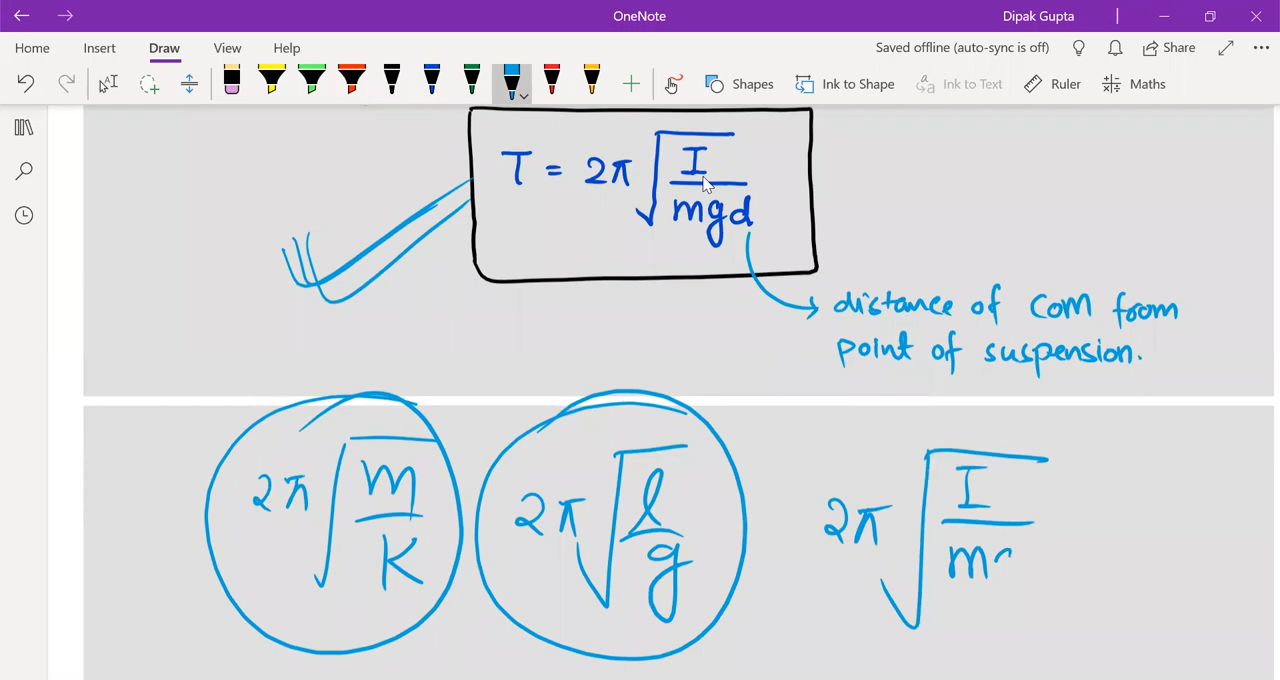 OneNote
Dipak Gupta
Home Insert Draw View Help
Saved offline (auto-sync is off)
Share
Shapes
Ink to Shape
Ink to Text
Ruler
Maths
T = 2π √(I/mgd)
distance of COM from
point of suspension.
2π √(m/K)
2π √(l/g)
2π √(I/m